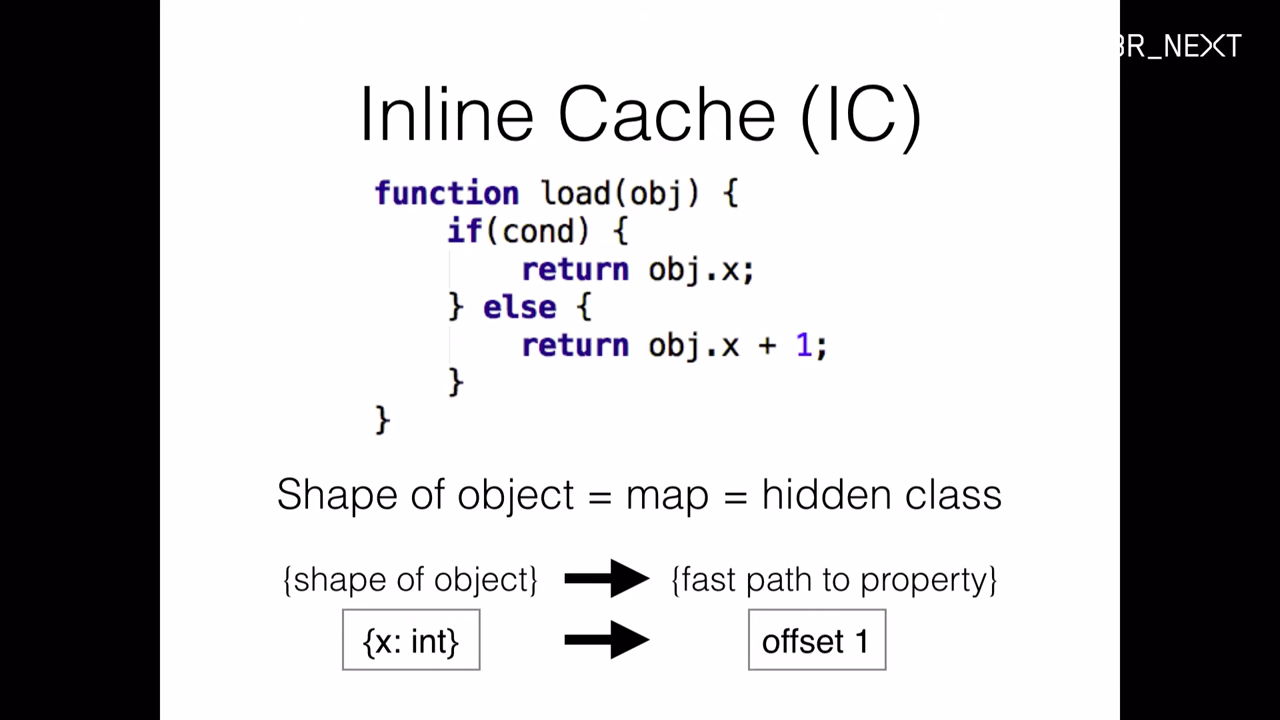 Inline Cache (IC)
function load(obj) {
if(cond) {
return obj.x;
} else {
return obj.x + 1;
}
}
Shape of object = map = hidden class
{shape of object} {fast path to property}
{x: int} offset 1
R_NEXT